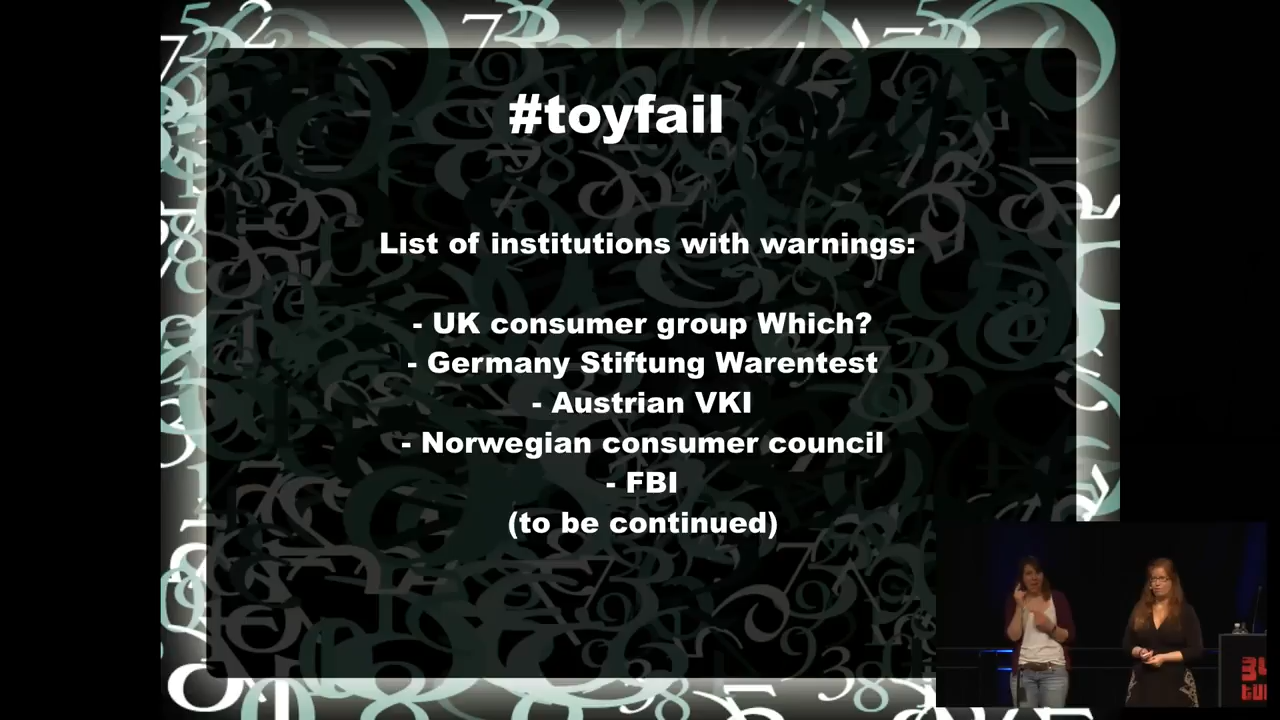 #toyfail
List of institutions with warnings:
- UK consumer group Which?
- Germany Stiftung Warentest
- Austrian VKI
- Norwegian consumer council
- FBI
(to be continued)